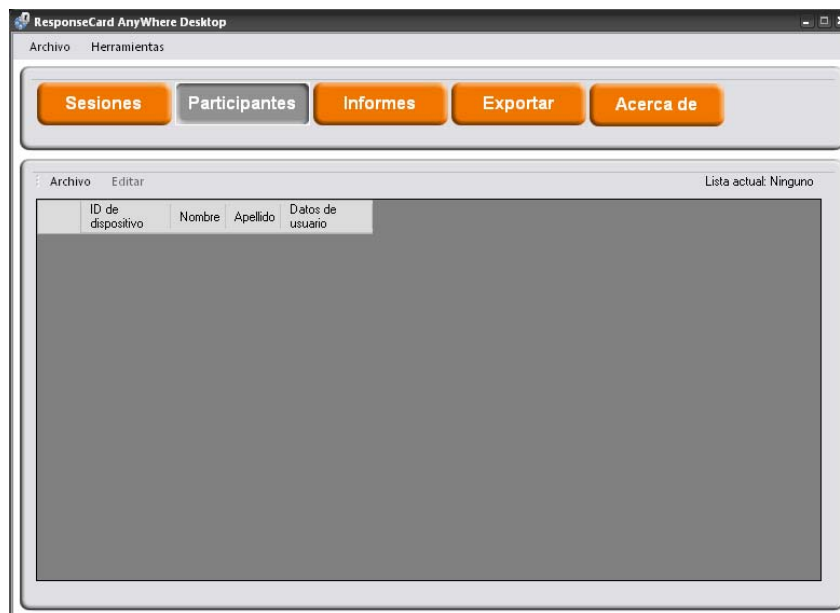 ResponseCard AnyWhere Desktop
Archivo Herramientas
Sesiones Participantes Informes Exportar Acerca de
Archivo Editar Lista actual: Ninguno
ID de dispositivo Nombre Apellido Datos de usuario